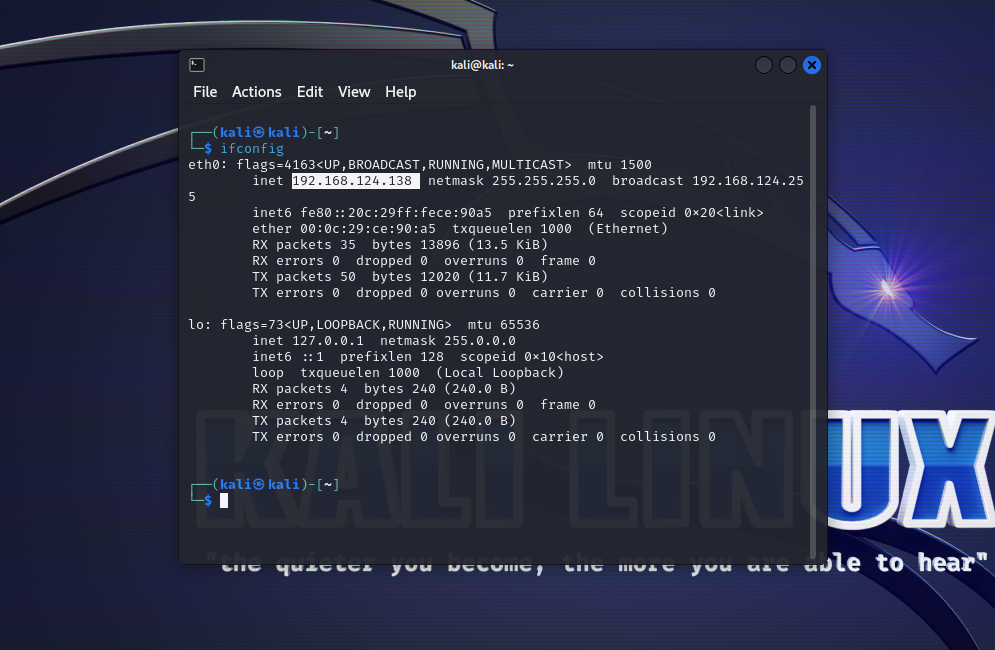 kali@kali: ~
File Actions Edit View Help
┌──(kali㉿kali)-[~]
└─$ ifconfig
eth0: flags=4163<UP,BROADCAST,RUNNING,MULTICAST>  mtu 1500
        inet 192.168.124.138  netmask 255.255.255.0  broadcast 192.168.124.25
5
        inet6 fe80::20c:29ff:fece:90a5  prefixlen 64  scopeid 0x20<link>
        ether 00:0c:29:ce:90:a5  txqueuelen 1000  (Ethernet)
        RX packets 35  bytes 13896 (13.5 KiB)
        RX errors 0  dropped 0  overruns 0  frame 0
        TX packets 50  bytes 12020 (11.7 KiB)
        TX errors 0  dropped 0 overruns 0  carrier 0  collisions 0
lo: flags=73<UP,LOOPBACK,RUNNING>  mtu 65536
        inet 127.0.0.1  netmask 255.0.0.0
        inet6 ::1  prefixlen 128  scopeid 0x10<host>
        loop  txqueuelen 1000  (Local Loopback)
        RX packets 4  bytes 240 (240.0 B)
        RX errors 0  dropped 0  overruns 0  frame 0
        TX packets 4  bytes 240 (240.0 B)
        TX errors 0  dropped 0 overruns 0  carrier 0  collisions 0
┌──(kali㉿kali)-[~]
└─$
KALI LINUX
"the quieter you become, the more you are able to hear"